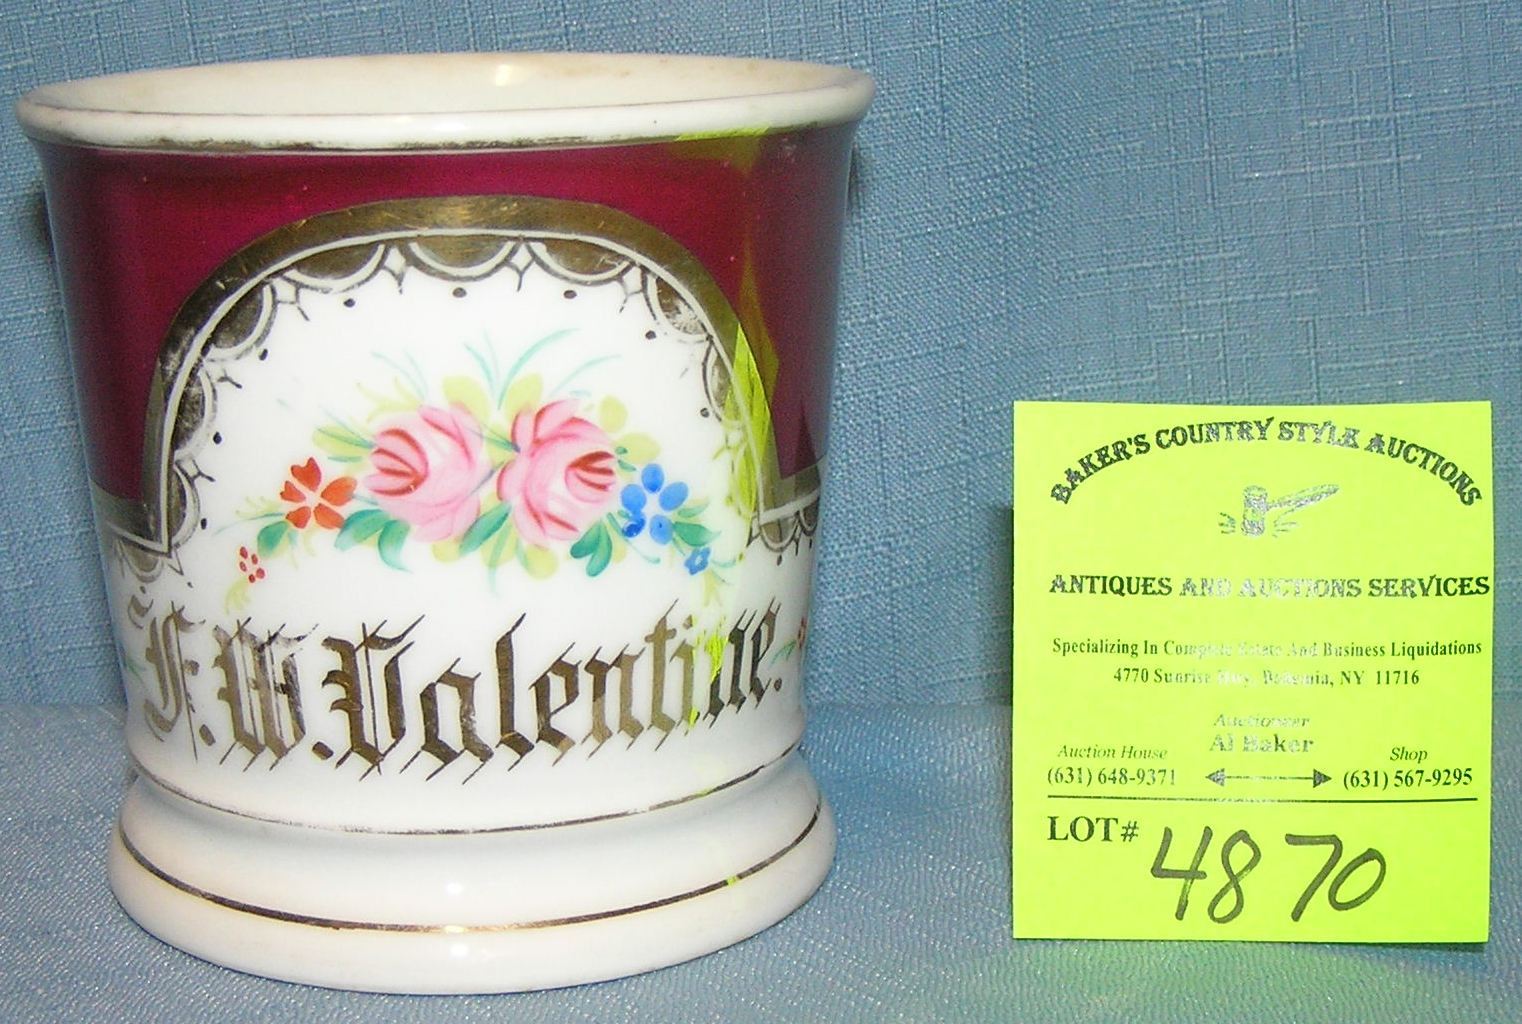 F. W. Valentine.
BAKER'S COUNTRY STYLE AUCTIONS
ANTIQUES AND AUCTIONS SERVICES
Specializing In Complete Estate And Business Liquidations
4770 Sunrise Hwy, Bohemia, NY 11716
Auctioneer
Al Baker
Auction House
(631) 648-9371
Shop
(631) 567-9295
LOT# 4870